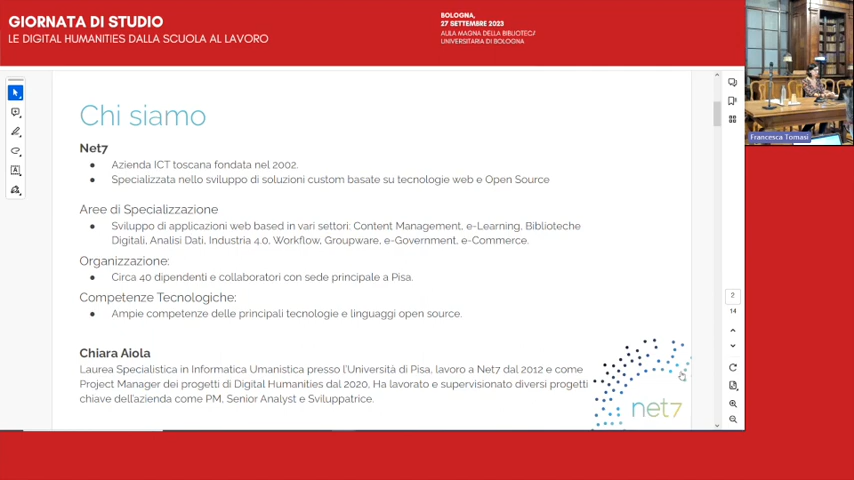 GIORNATA DI STUDIO
LE DIGITAL HUMANITIES DALLA SCUOLA AL LAVORO
BOLOGNA,
27 SETTEMBRE 2023
AULA MAGNA DELLA BIBLIOTECA
UNIVERSITARIA DI BOLOGNA
Francesca Tomasi
Chi siamo
Net7
● Azienda ICT toscana fondata nel 2002.
● Specializzata nello sviluppo di soluzioni custom basate su tecnologie web e Open Source
Aree di Specializzazione
● Sviluppo di applicazioni web based in vari settori: Content Management, e-Learning, Biblioteche
Digitali, Analisi Dati, Industria 4.0, Workflow, Groupware, e-Government, e-Commerce.
Organizzazione:
● Circa 40 dipendenti e collaboratori con sede principale a Pisa.
Competenze Tecnologiche:
● Ampie competenze delle principali tecnologie e linguaggi open source.
Chiara Aiola
Laurea Specialistica in Informatica Umanistica presso l'Università di Pisa, lavoro a Net7 dal 2012 e come
Project Manager dei progetti di Digital Humanities dal 2020. Ha lavorato e supervisionato diversi progetti
chiave dell'azienda come PM, Senior Analyst e Sviluppatrice.
net7
2
14